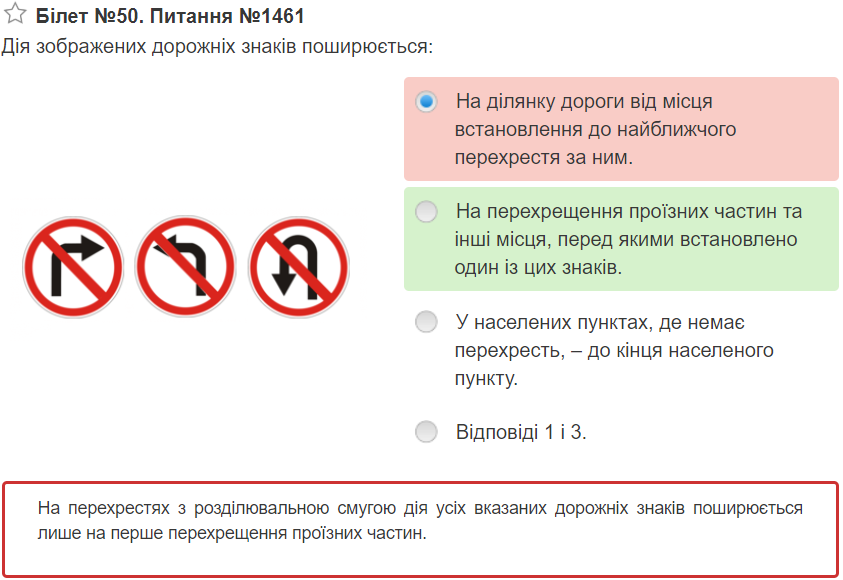 Білет №50. Питання №1461
Дія зображених дорожніх знаків поширюється:
На ділянку дороги від місця
встановлення до найближчого
перехрестя за ним.
На перехрещення проїзних частин та
інші місця, перед якими встановлено
один із цих знаків.
У населених пунктах, де немає
перехресть, – до кінця населеного
пункту.
Відповіді 1 і 3.
На перехрестях з розділювальною смугою дія усіх вказаних дорожніх знаків поширюється
лише на перше перехрещення проїзних частин.